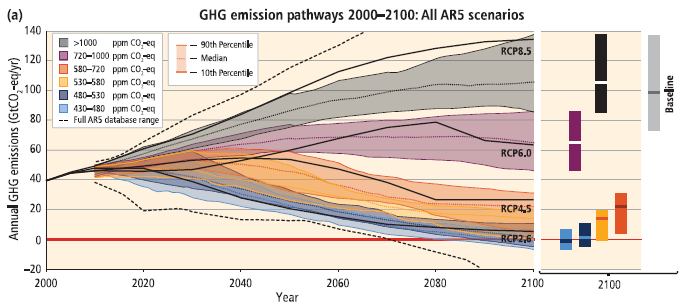 (a) GHG emission pathways 2000–2100: All AR5 scenarios
Annual GHG emissions (GtCO2-eq/yr)
140
120
100
80
60
40
20
0
–20
>1000 ppm CO2–eq
720–1000 ppm CO2–eq
580–720 ppm CO2–eq
530–580 ppm CO2–eq
480–530 ppm CO2–eq
430–480 ppm CO2–eq
Full AR5 database range
90th Percentile
Median
10th Percentile
RCP8.5
RCP6.0
RCP4.5
RCP2.6
Baseline
2000 2020 2040 2060 2080 2100
Year
2100